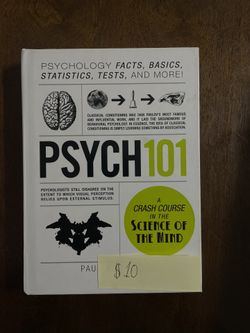 PSYCHOLOGY FACTS, BASICS,
STATISTICS, TESTS, AND MORE!
CLASSICAL CONDITIONING WAS IVAN PAVLOV'S MOST FAMOUS
AND INFLUENTIAL WORK, AND IT LAID THE GROUNDWORK OF
BEHAVIORAL PSYCHOLOGY. IN ESSENCE, THE IDEA OF CLASSICAL
CONDITIONING IS SIMPLY LEARNING SOMETHING BY ASSOCIATION.
PSYCH101
PSYCHOLOGISTS STILL DISAGREE ON THE
EXTENT TO WHICH VISUAL PERCEPTION
RELIES UPON EXTERNAL STIMULUS.
A
CRASH COURSE
IN THE
SCIENCE OF
THE MIND
PAU
$10